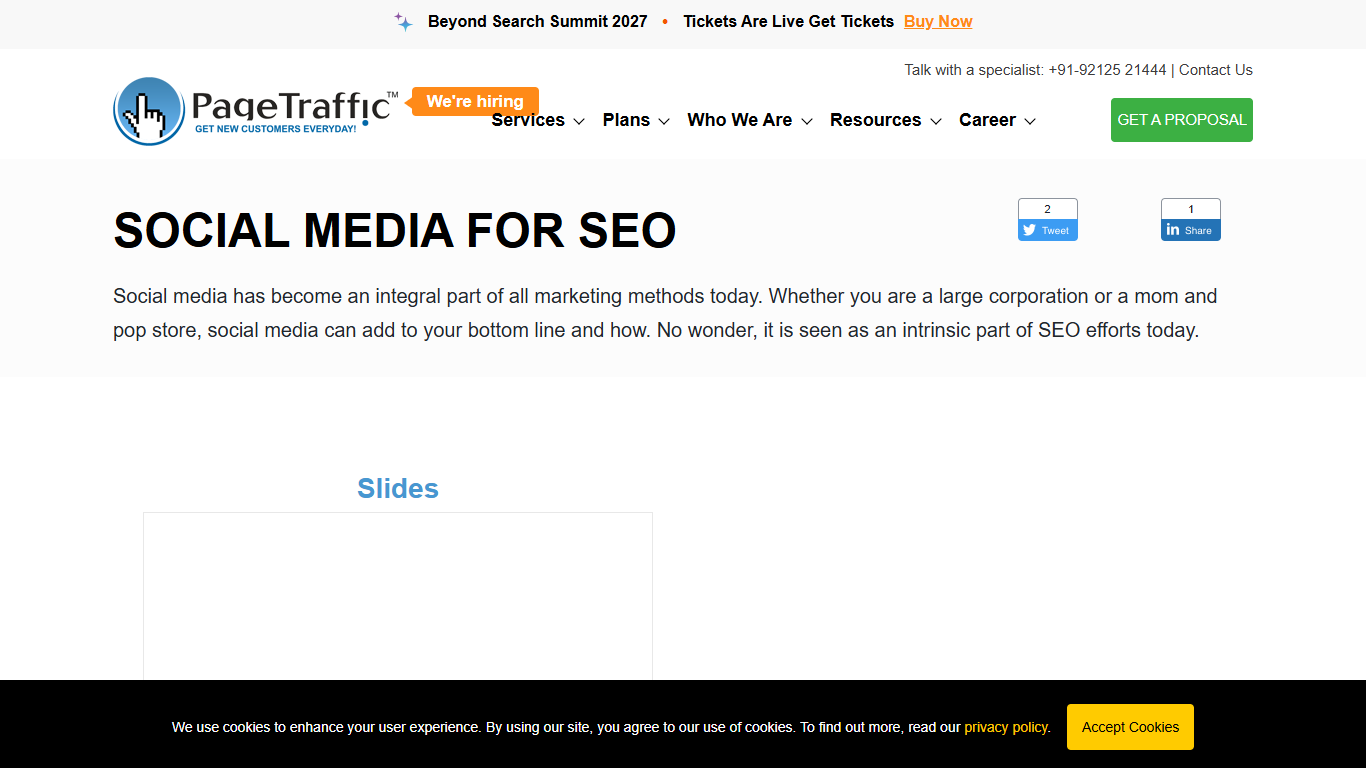 Beyond Search Summit 2027 • Tickets Are Live Get Tickets Buy Now
Talk with a specialist: +91-92125 21444 | Contact Us
PageTraffic™
GET NEW CUSTOMERS EVERYDAY!
We're hiring
Services Plans Who We Are Resources Career
GET A PROPOSAL
SOCIAL MEDIA FOR SEO
2
Tweet
1
in Share
Social media has become an integral part of all marketing methods today. Whether you are a large corporation or a mom and
pop store, social media can add to your bottom line and how. No wonder, it is seen as an intrinsic part of SEO efforts today.
Slides
We use cookies to enhance your user experience. By using our site, you agree to our use of cookies. To find out more, read our privacy policy.
Accept Cookies